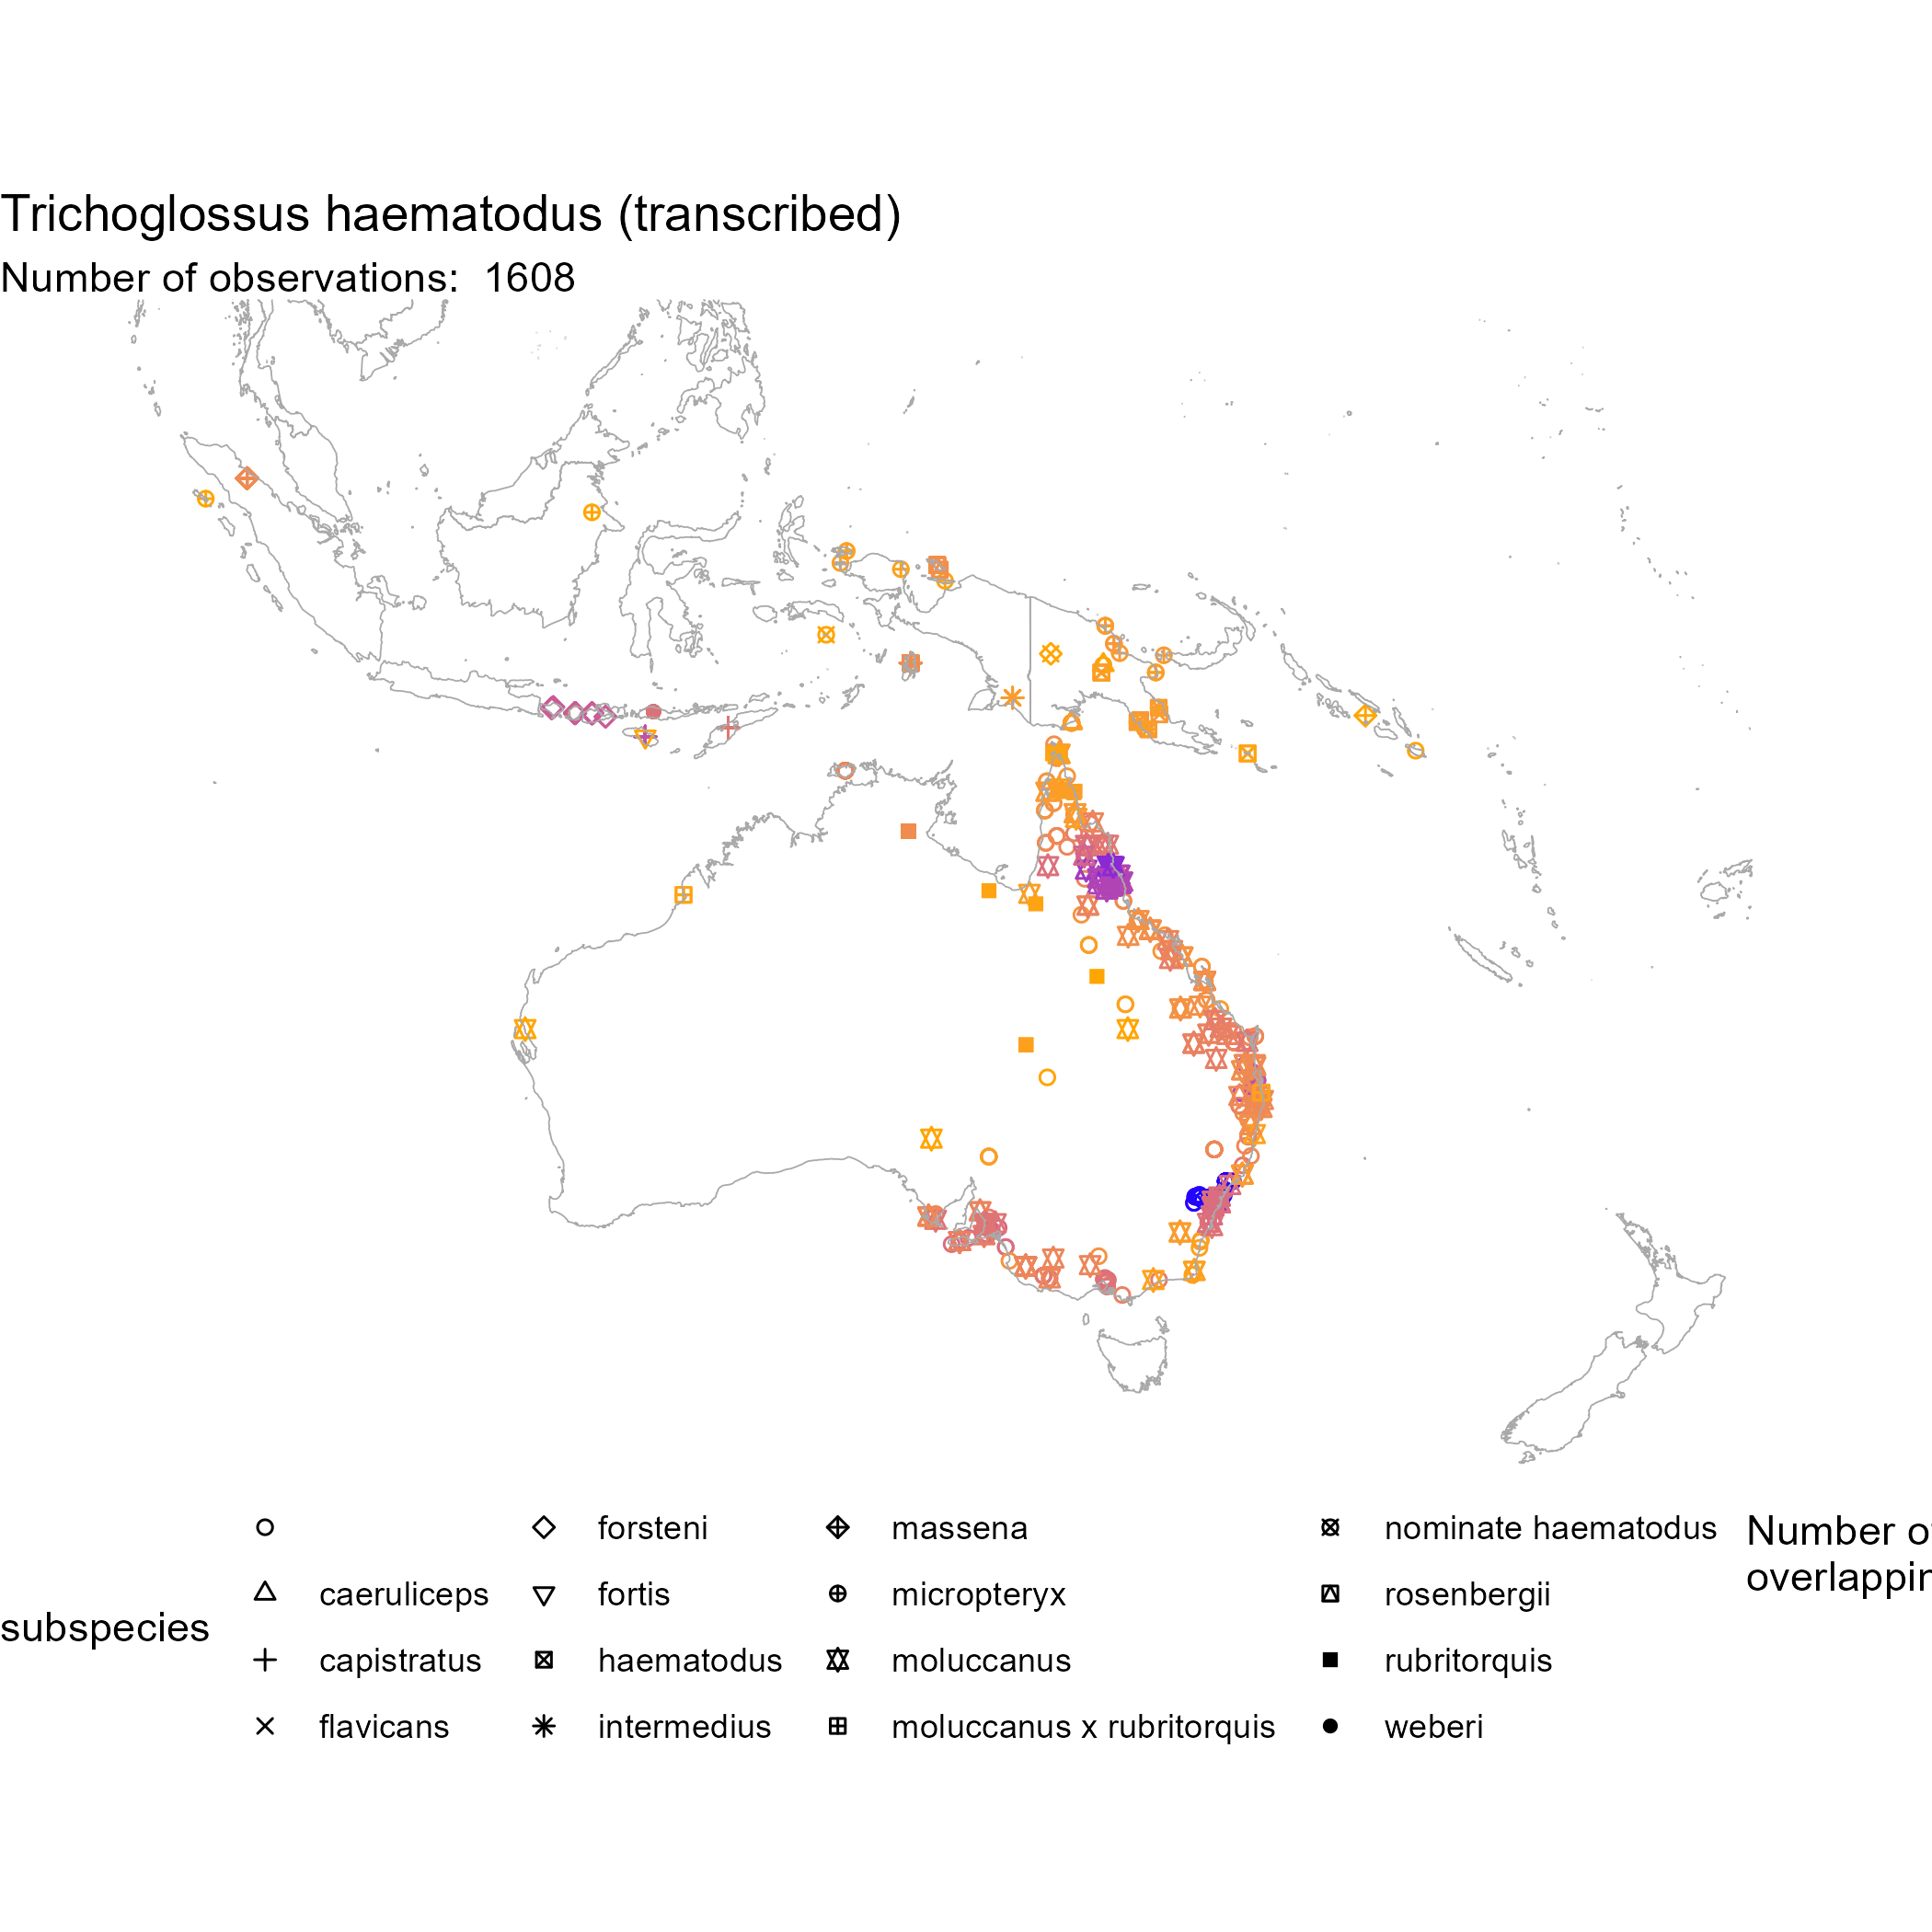 Trichoglossus haematodus (transcribed)
Number of observations: 1608
subspecies
caeruliceps
capistratus
flavicans
forsteni
fortis
haematodus
intermedius
massena
micropteryx
moluccanus
moluccanus x rubritorquis
nominate haematodus
rosenbergii
rubritorquis
weberi
Number o
overlappin